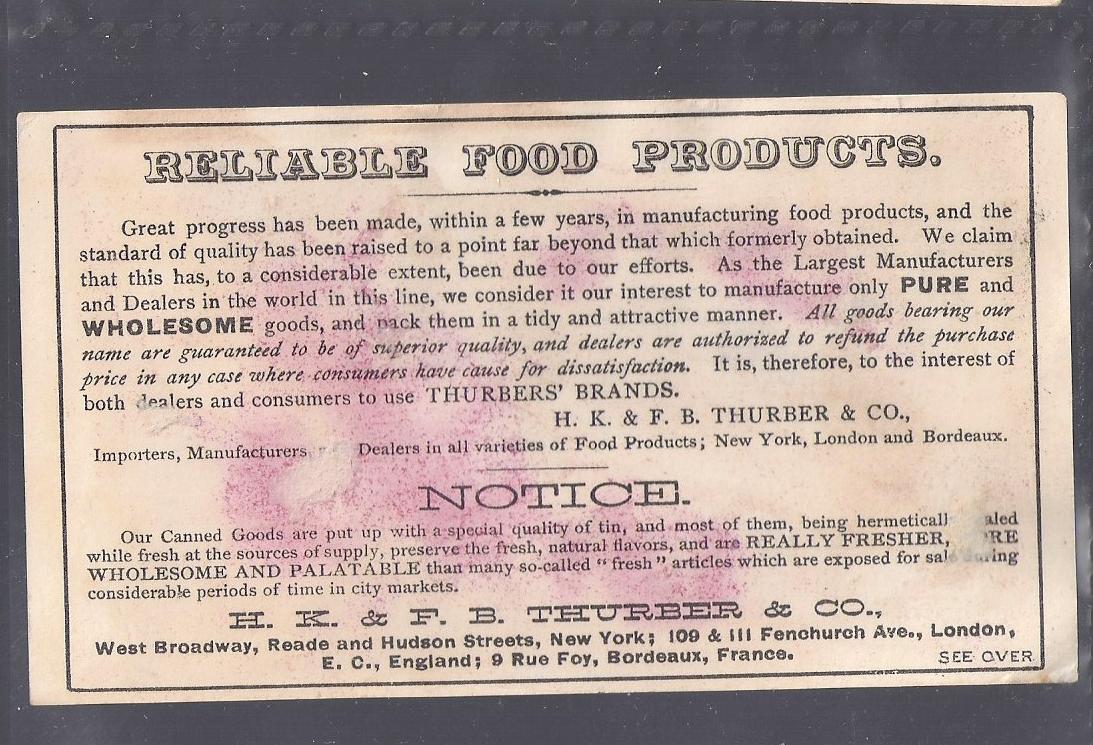 RELIABLE FOOD PRODUCTS.
Great progress has been made, within a few years, in manufacturing food products, and the
standard of quality has been raised to a point far beyond that which formerly obtained. We claim
that this has, to a considerable extent, been due to our efforts. As the Largest Manufacturers
and Dealers in the world in this line, we consider it our interest to manufacture only PURE and
WHOLESOME goods, and pack them in a tidy and attractive manner. All goods bearing our
name are guaranteed to be of superior quality, and dealers are authorized to refund the purchase
price in any case where consumers have cause for dissatisfaction. It is, therefore, to the interest of
both dealers and consumers to use THURBERS' BRANDS.
H. K. & F. B. THURBER & CO.,
Importers, Manufacturers Dealers in all varieties of Food Products; New York, London and Bordeaux.
NOTICE.
Our Canned Goods are put up with a special quality of tin, and most of them, being
while fresh at the sources of supply, preserve the fresh, natural flavors, and are REALLY FRESHER,
WHOLESOME AND PALATABLE than many so-called "fresh" articles which are exposed for
considerable periods of time in city markets.
H. K. & F. B. THURBER & CO.,
West Broadway, Reade and Hudson Streets, New York; 109 & 111 Fenchurch Ave., London,
E. C., England; 9 Rue Foy, Bordeaux, France.
SEE OVER